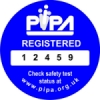 PIPA
REGISTERED
12459
Check safety test
status at
www.pipa.org.uk